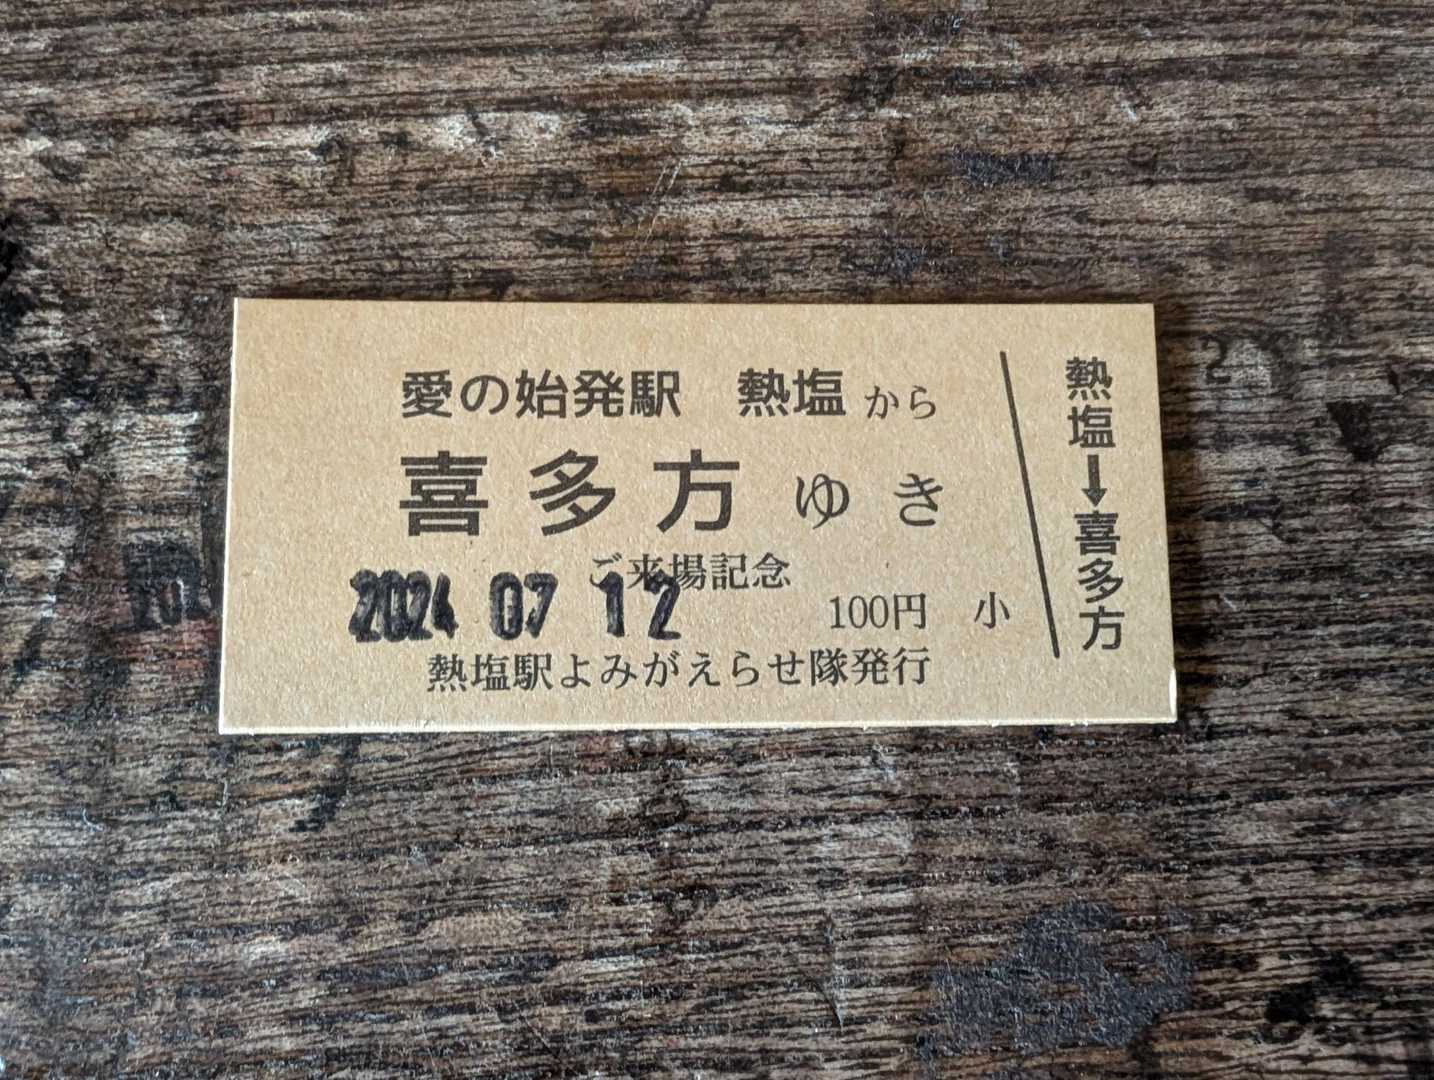 愛の始発駅　熱塩から
喜多方ゆき
ご来場記念
2024 07 12
100円　小
熱塩駅よみがえらせ隊発行
熱塩→喜多方